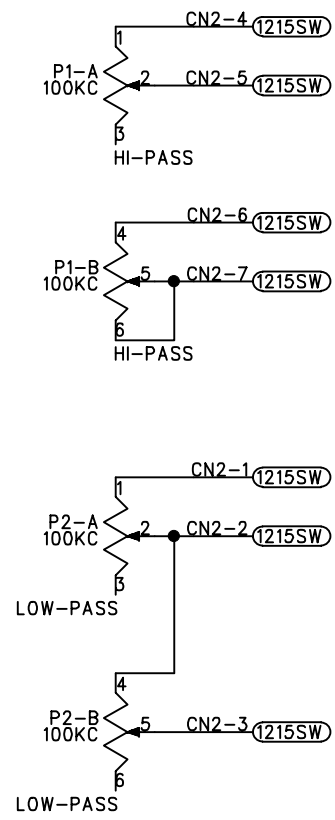 CN2-4 1215SW
1
P1-A 2 CN2-5 1215SW
100KC
3
HI-PASS
CN2-6 1215SW
4
P1-B 5 CN2-7 1215SW
100KC
6
HI-PASS
CN2-1 1215SW
1
P2-A 2 CN2-2 1215SW
100KC
3
LOW-PASS
4
P2-B 5 CN2-3 1215SW
100KC
6
LOW-PASS